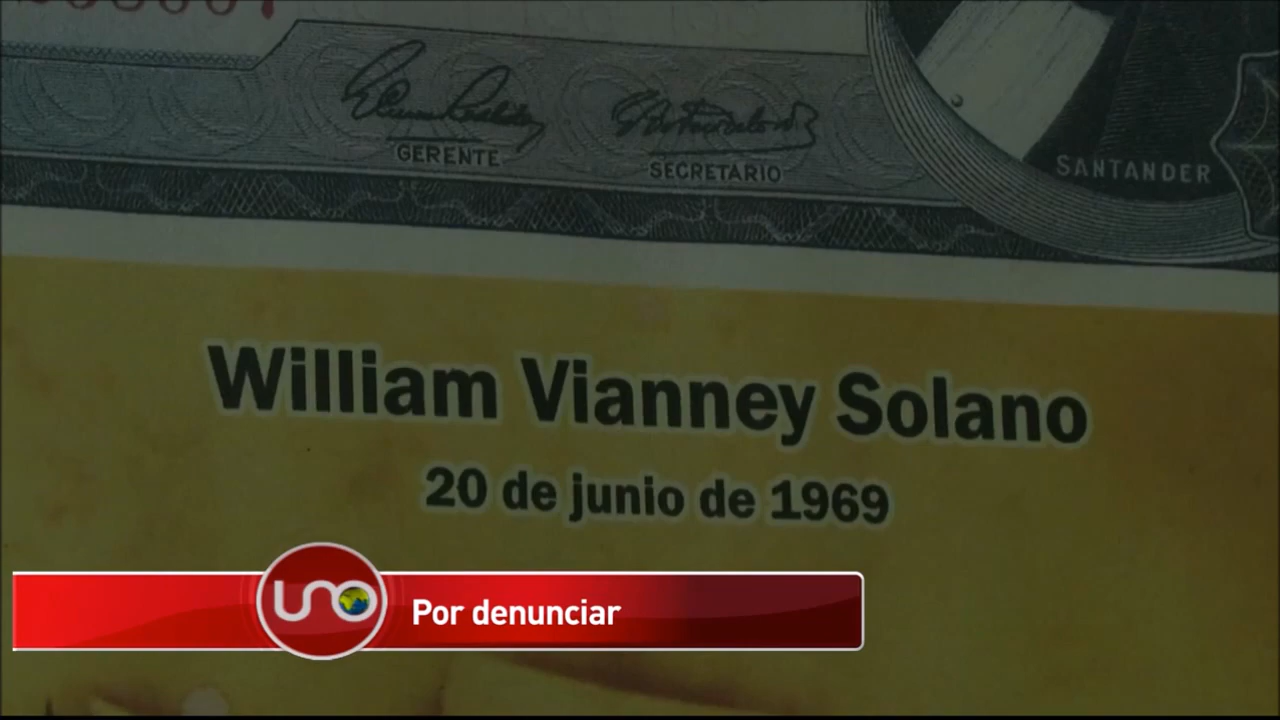 GERENTE
SECRETARIO
SANTANDER
William Vianney Solano
20 de junio de 1969
UNO
Por denunciar